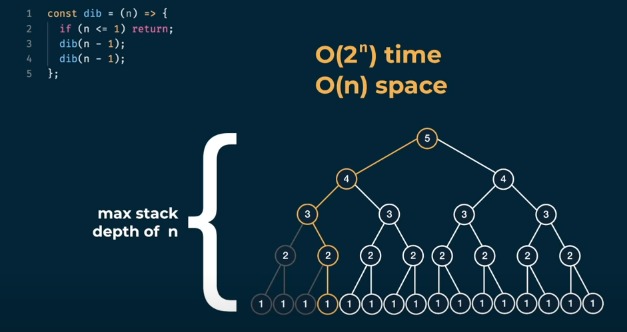 1 const dib = (n) => {
2 if (n <= 1) return;
3 dib(n - 1);
4 dib(n - 1);
5 };
O(2ⁿ) time
O(n) space
max stack
depth of n
5
4 4
3 3 3 3
2 2 2 2 2 2 2 2
1 1 1 1 1 1 1 1 1 1 1 1 1 1 1 1